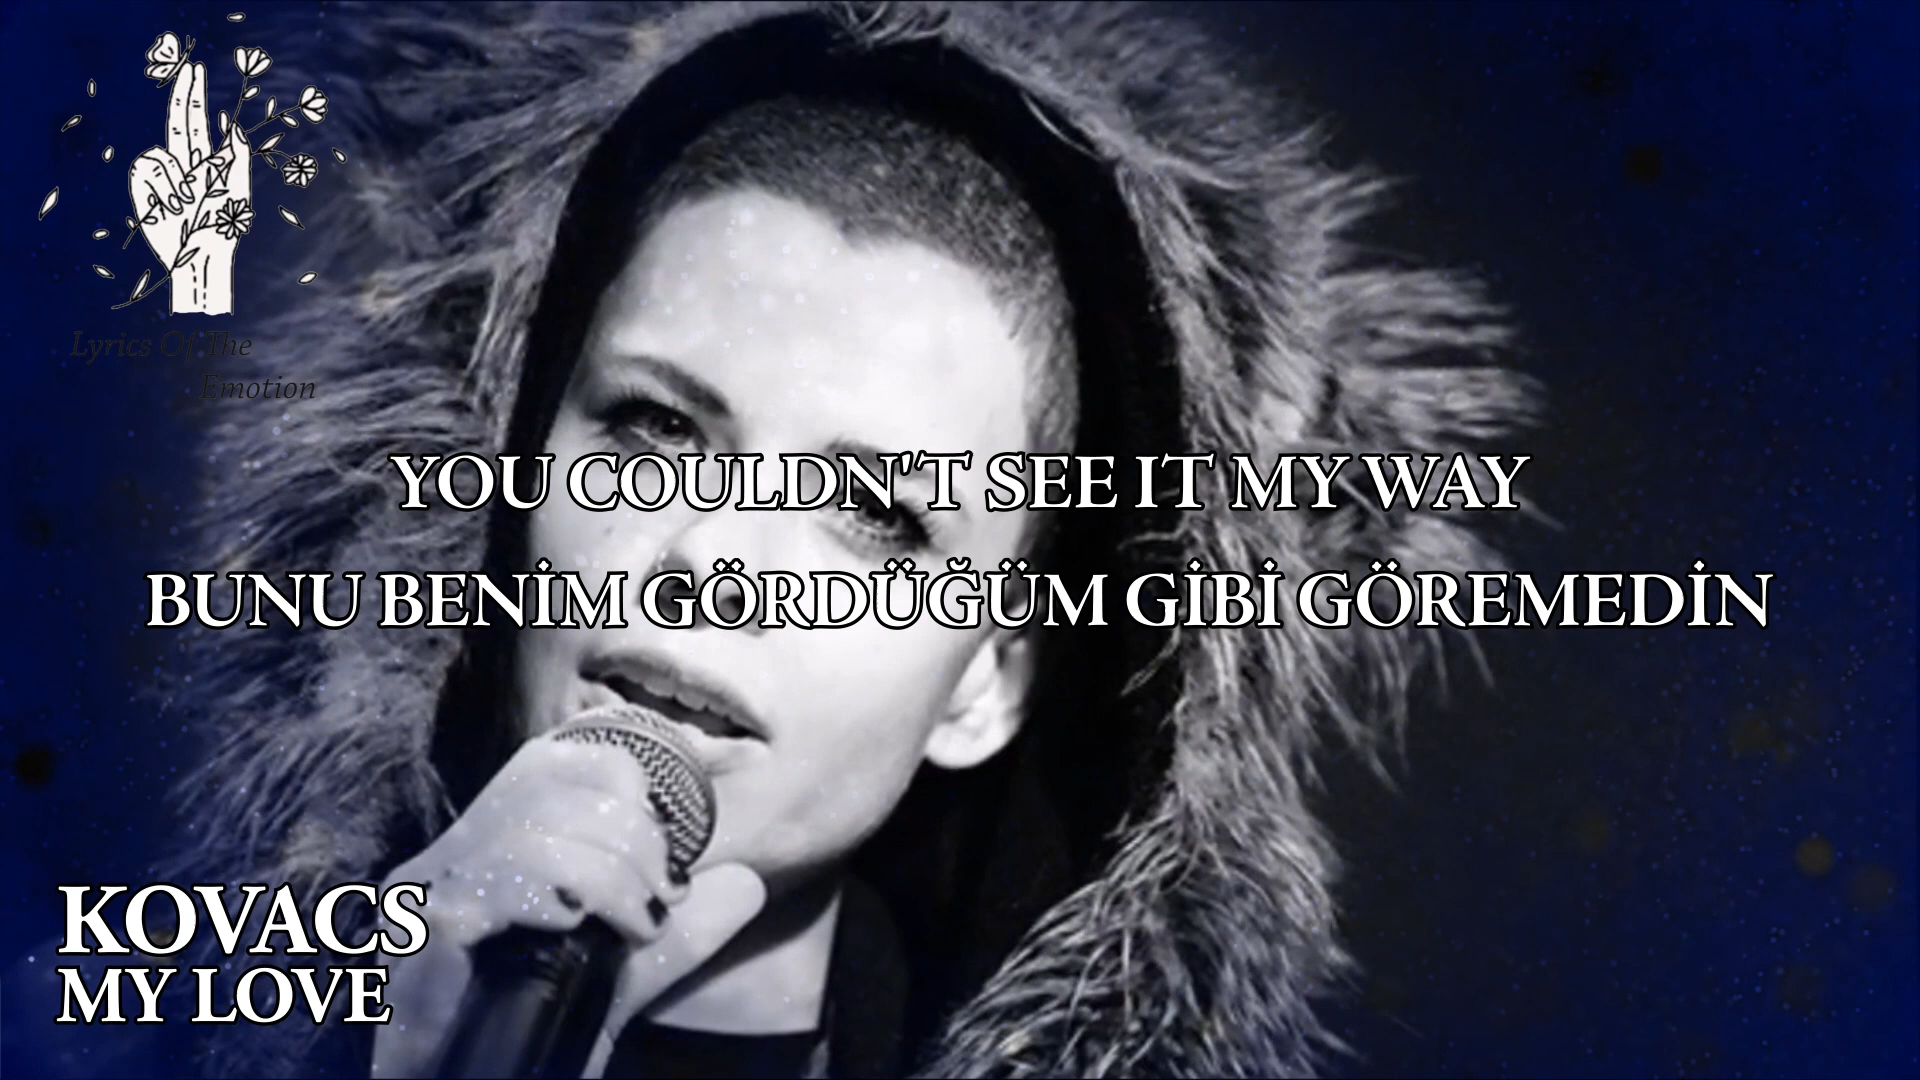 Lyrics Of The
Emotion
YOU COULDN'T SEE IT MY WAY
BUNU BENİM GÖRDÜĞÜM GİBİ GÖREMEDİN
KOVACS
MY LOVE